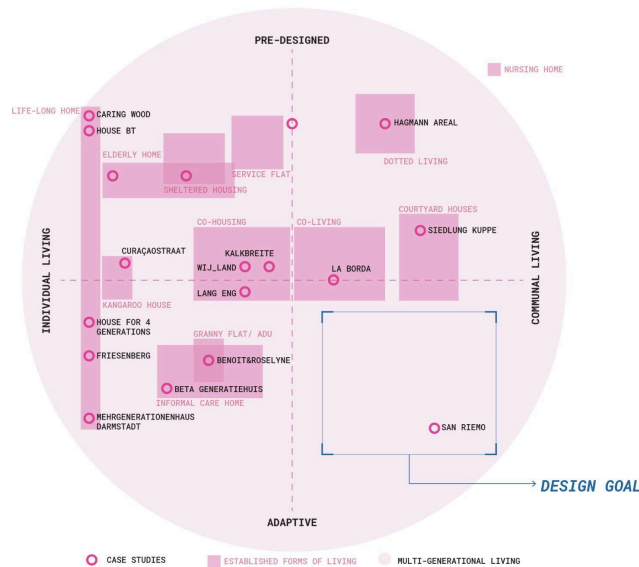 PRE-DESIGNED
NURSING HOME
LIFE-LONG HOME
CARING WOOD
HOUSE BT
HAGMANN AREAL
ELDERLY HOME
DOTTED LIVING
SERVICE FLAT
SHELTERED HOUSING
COURTYARD HOUSES
CO-HOUSING
CO-LIVING
SIEDLUNG KUPPE
CURAÇAOSTRAAT
KALKBREITE
WIJ_LAND
LA BORDA
LANG ENG
INDIVIDUAL LIVING
COMMUNAL LIVING
KANGAROO HOUSE
HOUSE FOR 4
GENERATIONS
GRANNY FLAT/ ADU
FRIESENBERG
BENOIT&ROSELYNE
BETA GENERATIEHUIS
INFORMAL CARE HOME
MEHRGENERATIONENHAUS
DARMSTADT
SAN RIEMO
DESIGN GOAL
ADAPTIVE
CASE STUDIES
ESTABLISHED FORMS OF LIVING
MULTI-GENERATIONAL LIVING